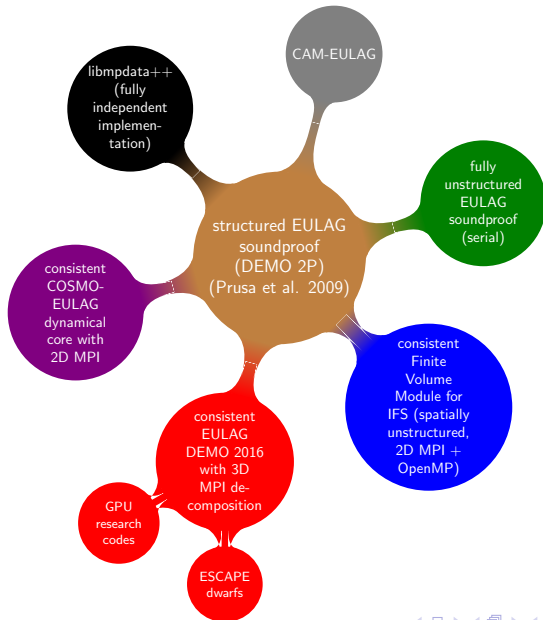 CAM-EULAG
libmpdata++
(fully
independent
implemen-
tation)
fully
unstructured
EULAG
soundproof
(serial)
structured EULAG
soundproof
(DEMO 2P)
(Prusa et al. 2009)
consistent
COSMO-
EULAG
dynamical
core with
2D MPI
consistent
Finite
Volume
Module for
IFS (spatially
unstructured,
2D MPI +
OpenMP)
consistent
EULAG
DEMO 2016
with 3D
MPI de-
composition
GPU
research
codes
ESCAPE
dwarfs